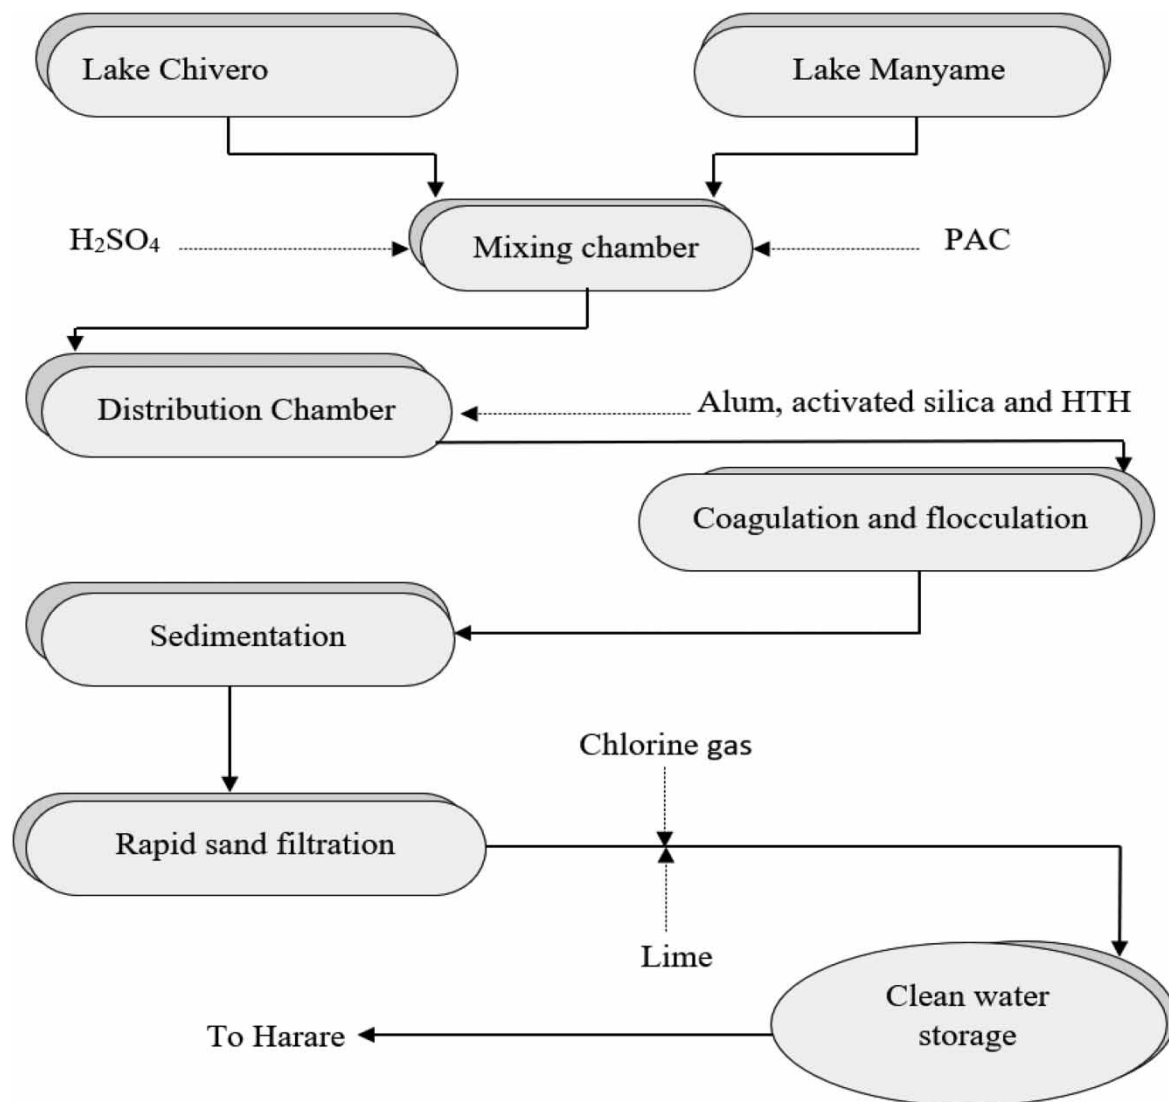 Lake Chivero
Lake Manyame
H₂SO₄
Mixing chamber
PAC
Distribution Chamber
Alum, activated silica and HTH
Coagulation and flocculation
Sedimentation
Chlorine gas
Rapid sand filtration
Lime
Clean water
storage
To Harare